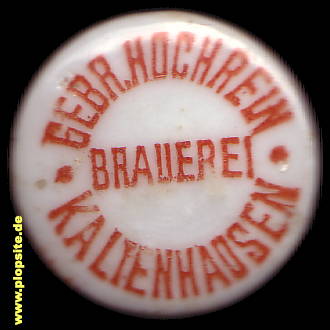 GEBR. HOCHREIN
BRAUEREI
KALTENHAUSEN
www.plopsite.de